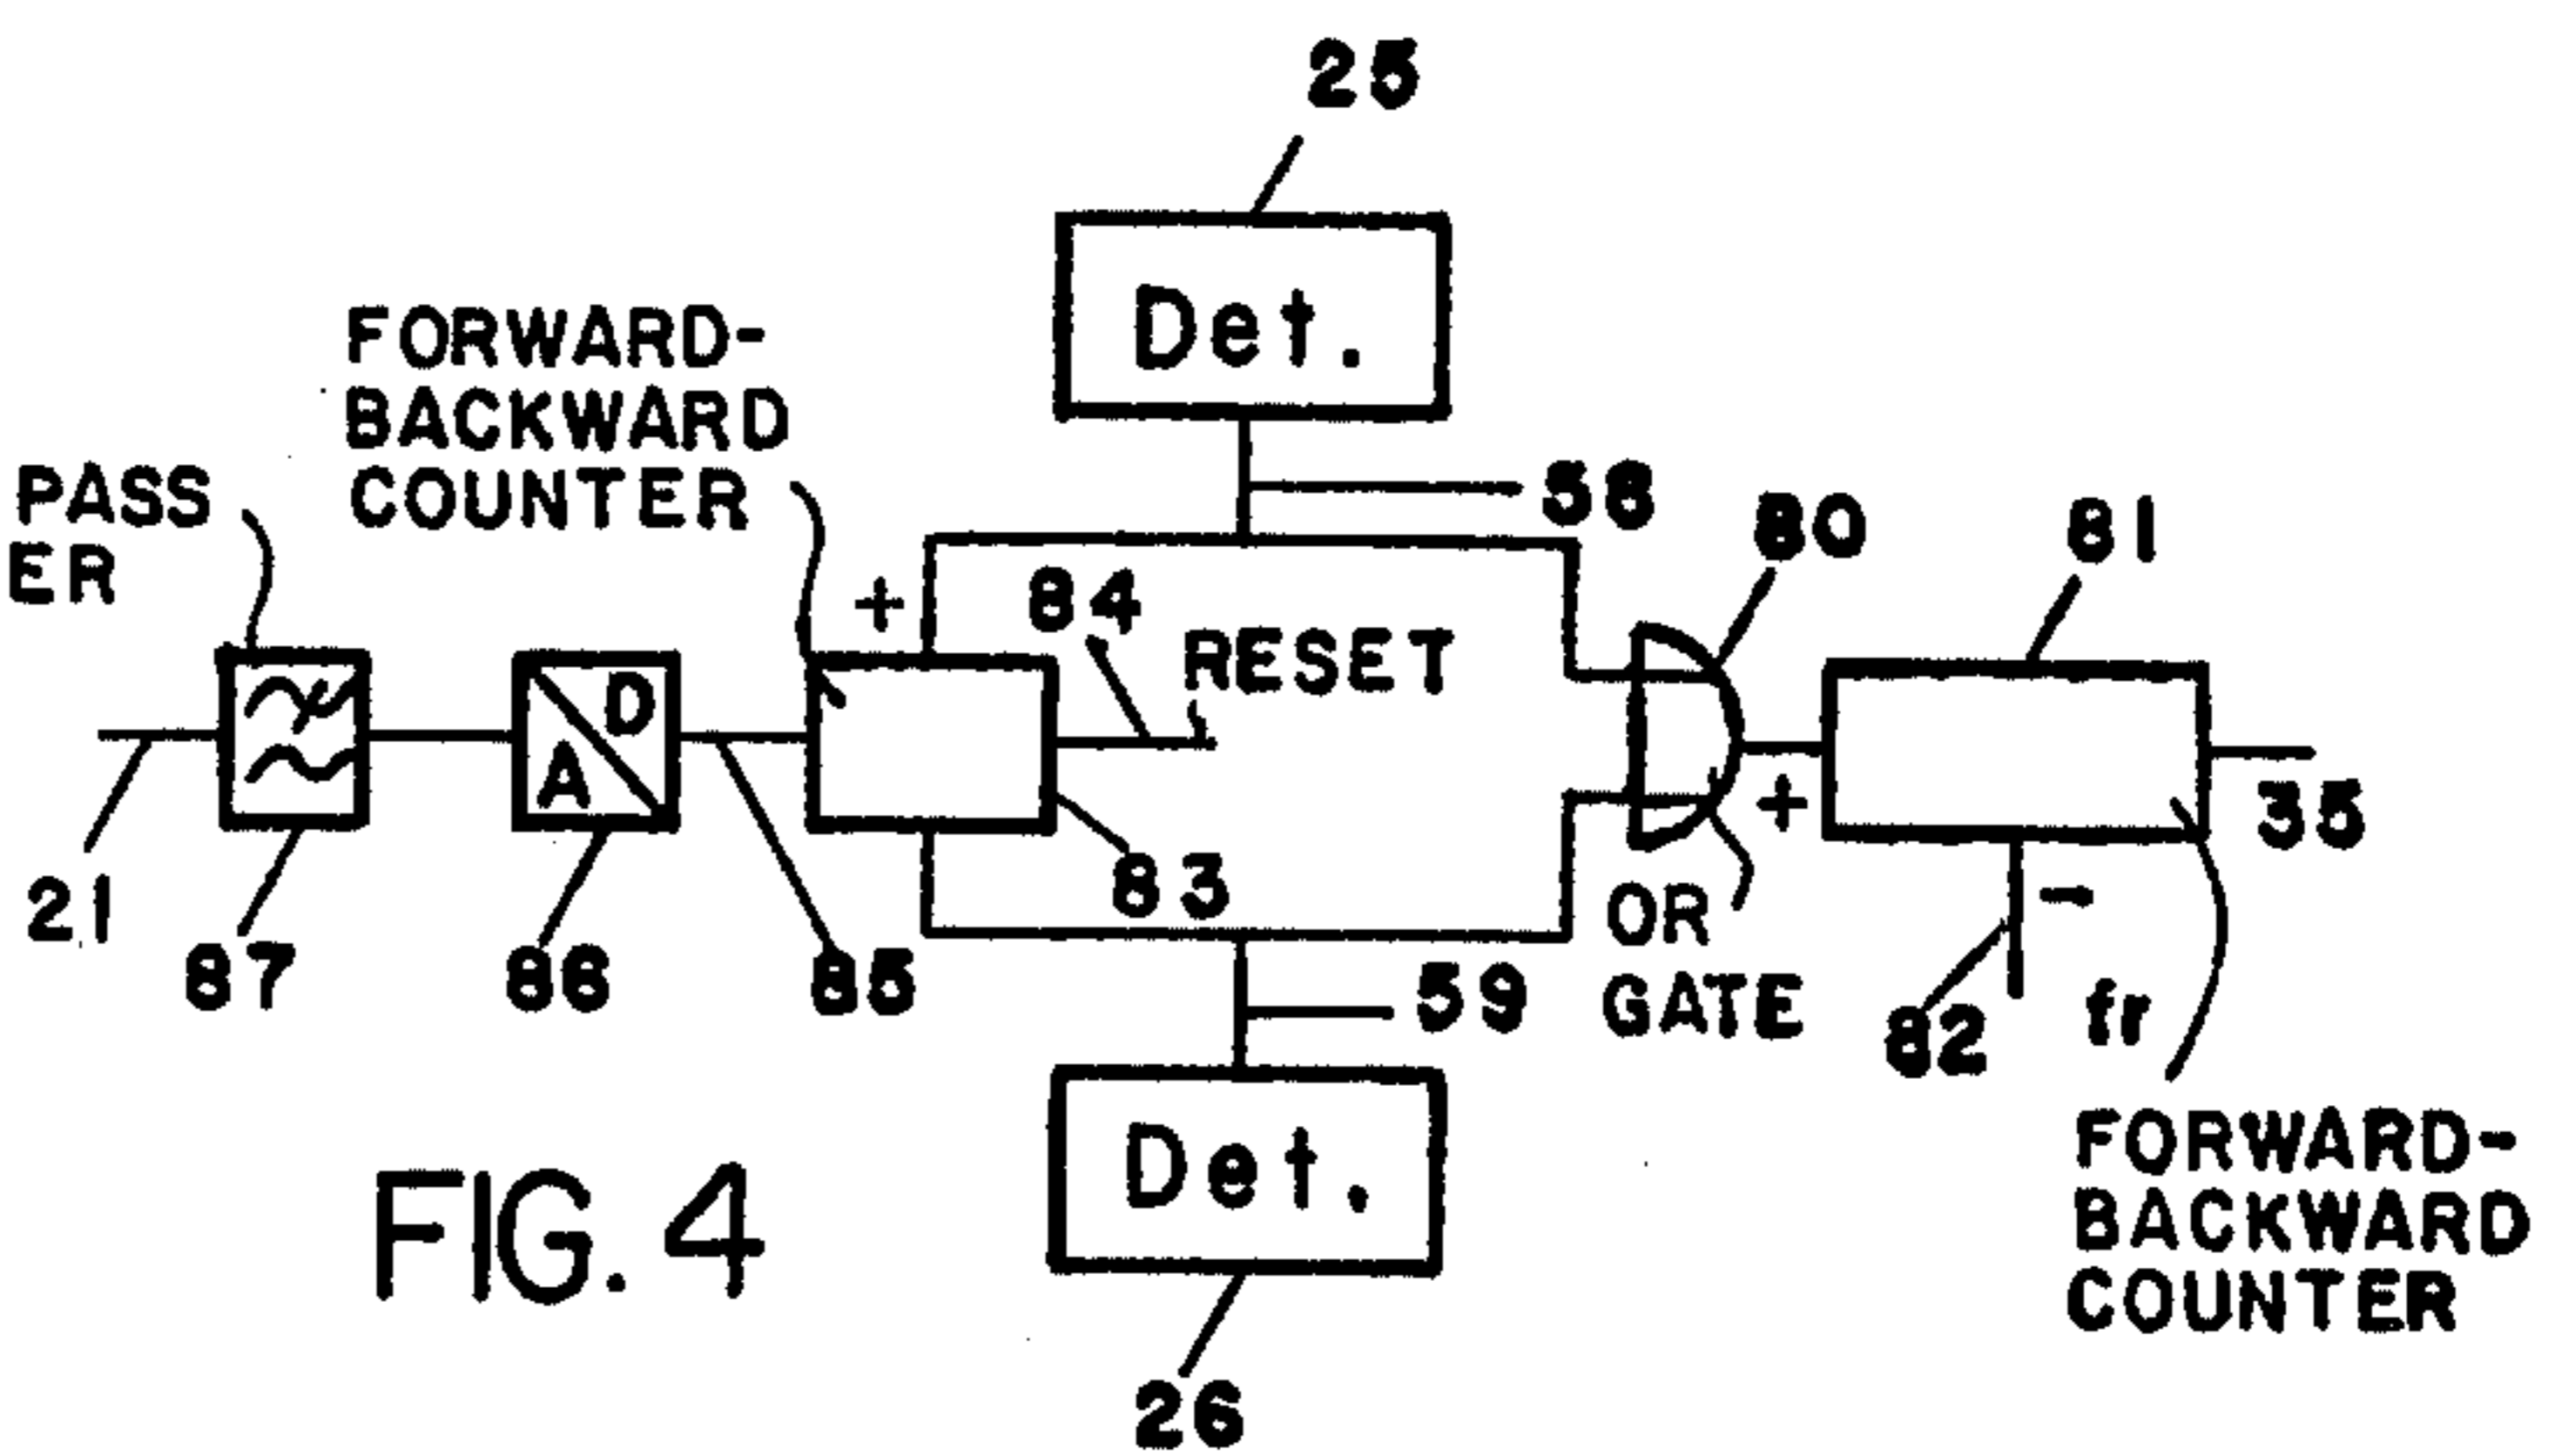 25
Det.
FORWARD-
BACKWARD
COUNTER
PASS
ER
58
80
81
+
84
RESET
D
A
21
87
86
85
83
+
35
OR
GATE
-
82
fr
59
FORWARD-
BACKWARD
COUNTER
Det.
FIG. 4
26